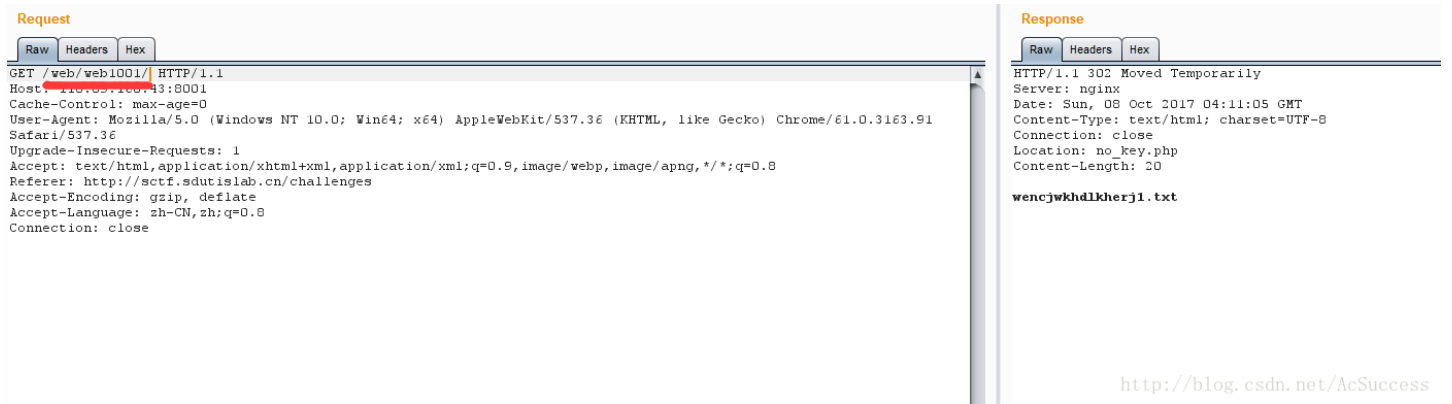 Request
Raw Headers Hex
GET /web/web1001/ HTTP/1.1
Host: 43:8001
Cache-Control: max-age=0
User-Agent: Mozilla/5.0 (Windows NT 10.0; Win64; x64) AppleWebKit/537.36 (KHTML, like Gecko) Chrome/61.0.3163.91
Safari/537.36
Upgrade-Insecure-Requests: 1
Accept: text/html,application/xhtml+xml,application/xml;q=0.9,image/webp,image/apng,*/*;q=0.8
Referer: http://sctf.sdutislab.cn/challenges
Accept-Encoding: gzip, deflate
Accept-Language: zh-CN,zh;q=0.8
Connection: close
Response
Raw Headers Hex
HTTP/1.1 302 Moved Temporarily
Server: nginx
Date: Sun, 08 Oct 2017 04:11:05 GMT
Content-Type: text/html; charset=UTF-8
Connection: close
Location: no_key.php
Content-Length: 20
wencjwkhdlkherj1.txt
http://blog.csdn.net/AcSuccess